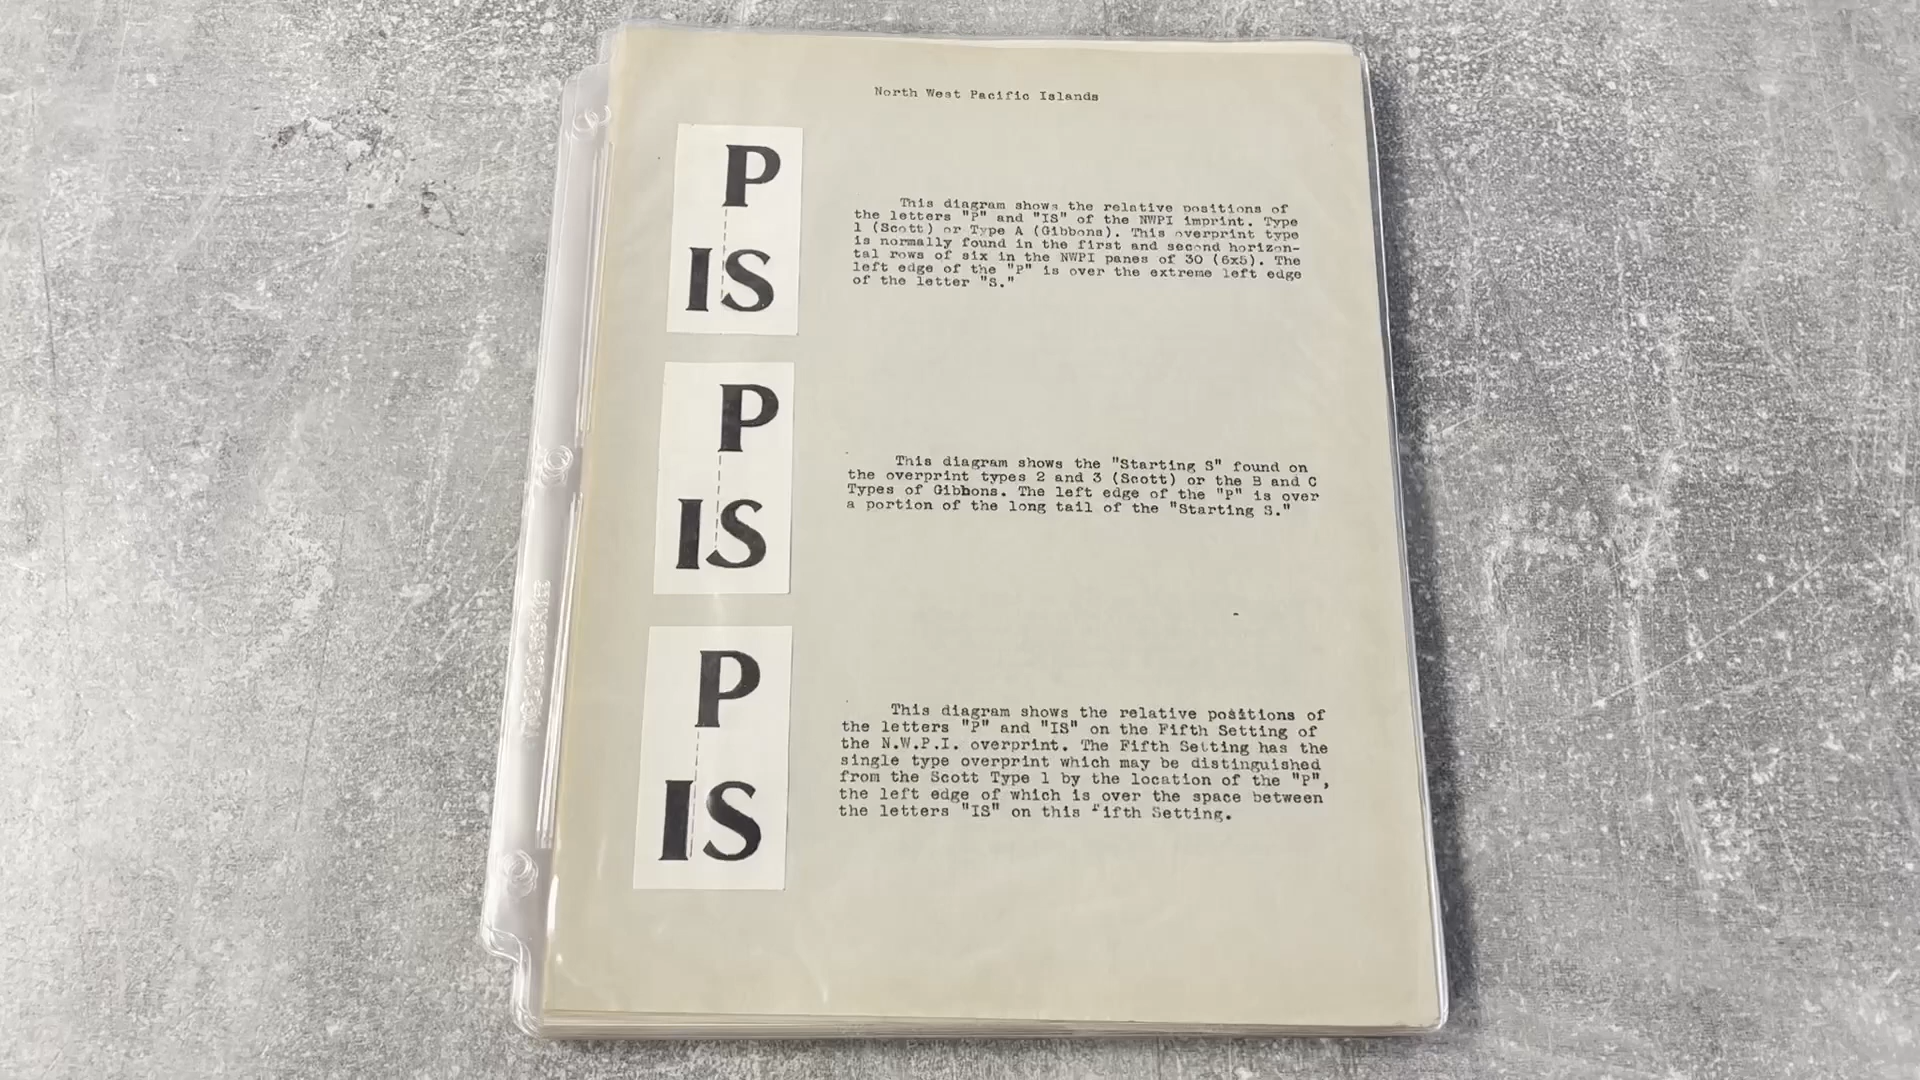 North West Pacific Islands
P
IS
This diagram shows the relative positions of
the letters "P" and "IS" of the NWPI imprint. Type
1 (Scott) or Type A (Gibbons). This overprint type
is normally found in the first and second horizon-
tal rows of six in the NWPI panes of 30 (6x5). The
left edge of the "P" is over the extreme left edge
of the letter "S."
P
IS
This diagram shows the "Starting S" found on
the overprint types 2 and 3 (Scott) or the B and C
Types of Gibbons. The left edge of the "P" is over
a portion of the long tail of the "Starting S."
P
IS
This diagram shows the relative positions of
the letters "P" and "IS" on the Fifth Setting of
the N.W.P.I. overprint. The Fifth Setting has the
single type overprint which may be distinguished
from the Scott Type 1 by the location of the "P",
the left edge of which is over the space between
the letters "IS" on this Fifth Setting.